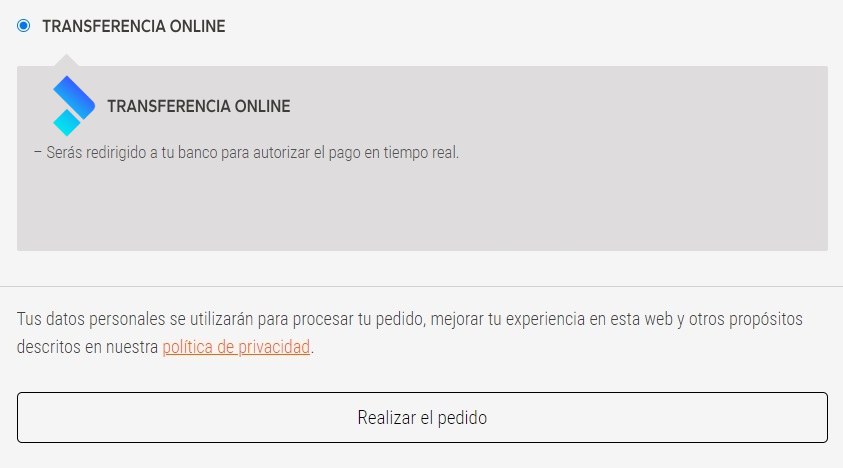 TRANSFERENCIA ONLINE
TRANSFERENCIA ONLINE
– Serás redirigido a tu banco para autorizar el pago en tiempo real.
Tus datos personales se utilizarán para procesar tu pedido, mejorar tu experiencia en esta web y otros propósitos
descritos en nuestra política de privacidad.
Realizar el pedido